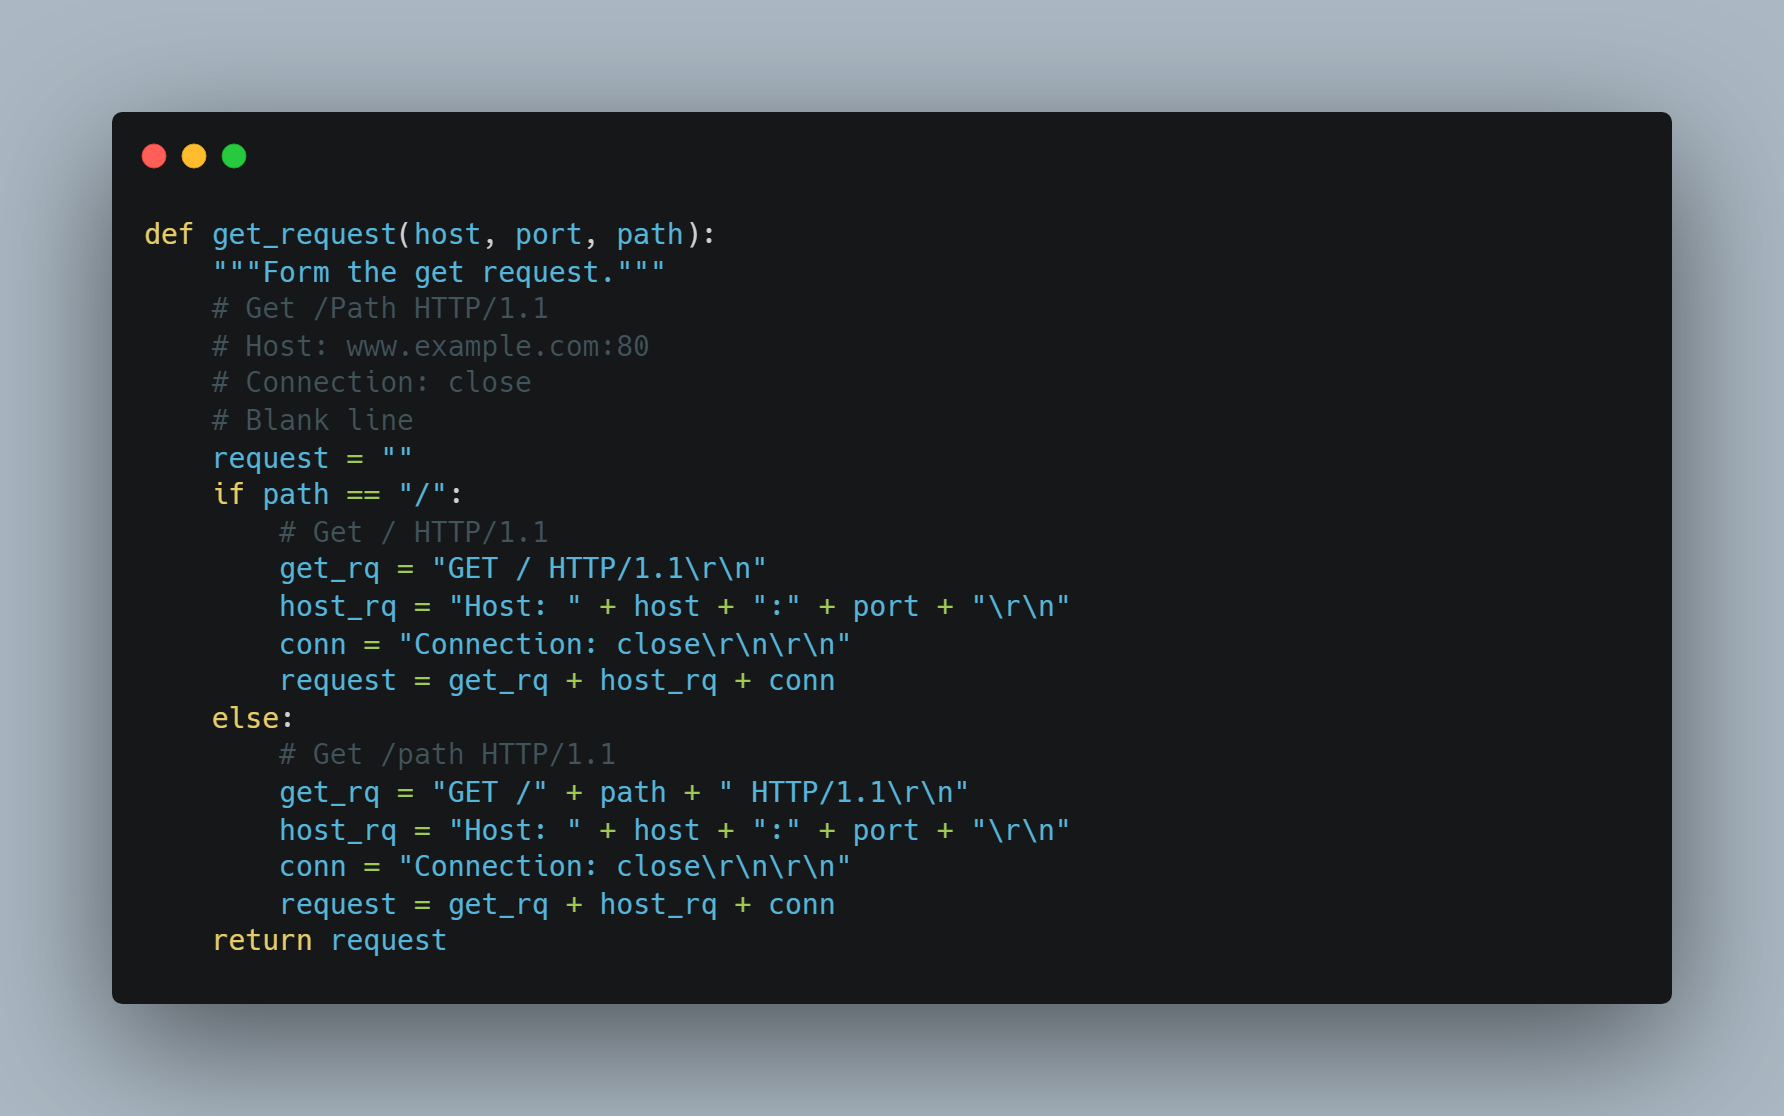 def get_request(host, port, path):
    """Form the get request."""
    # Get /Path HTTP/1.1
    # Host: www.example.com:80
    # Connection: close
    # Blank line
    request = ""
    if path == "/":
        # Get / HTTP/1.1
        get_rq = "GET / HTTP/1.1\r\n"
        host_rq = "Host: " + host + ":" + port + "\r\n"
        conn = "Connection: close\r\n\r\n"
        request = get_rq + host_rq + conn
    else:
        # Get /path HTTP/1.1
        get_rq = "GET /" + path + " HTTP/1.1\r\n"
        host_rq = "Host: " + host + ":" + port + "\r\n"
        conn = "Connection: close\r\n\r\n"
        request = get_rq + host_rq + conn
    return request